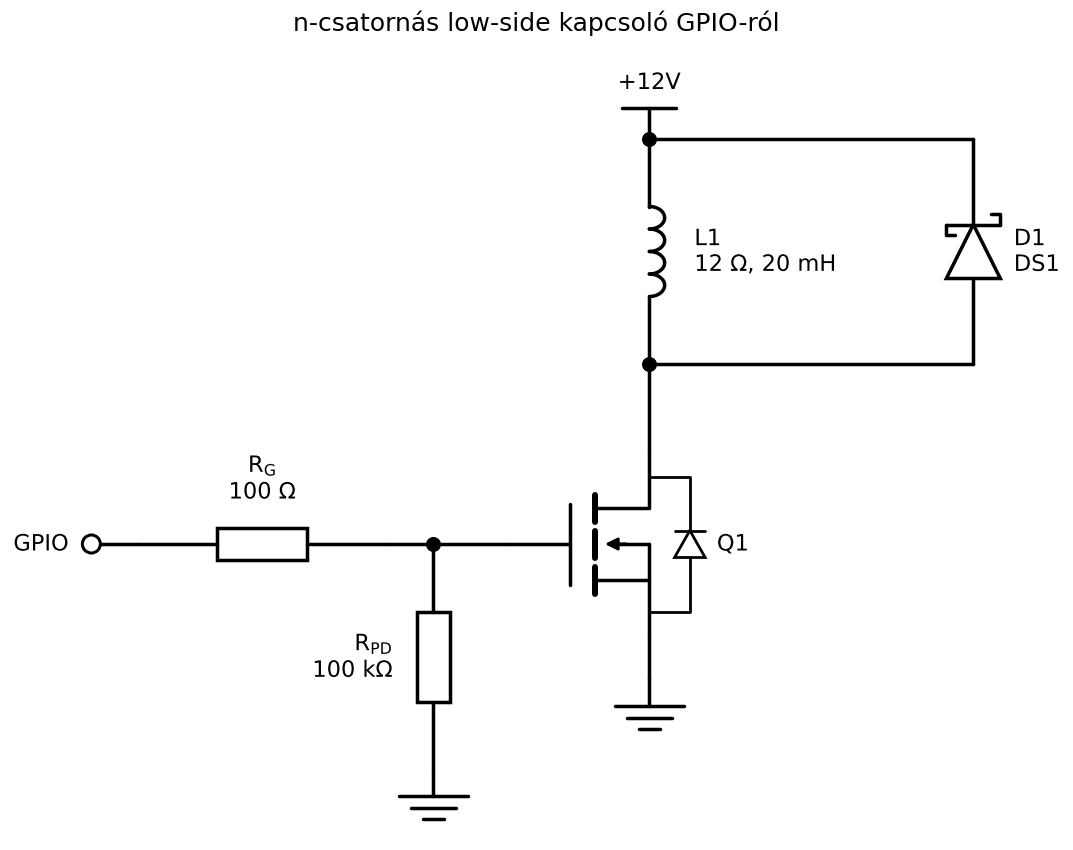 n-csatornás low-side kapcsoló GPIO-ról
+12V
L1
12 Ω, 20 mH
D1
DS1
R_G
100 Ω
GPIO
Q1
R_PD
100 kΩ